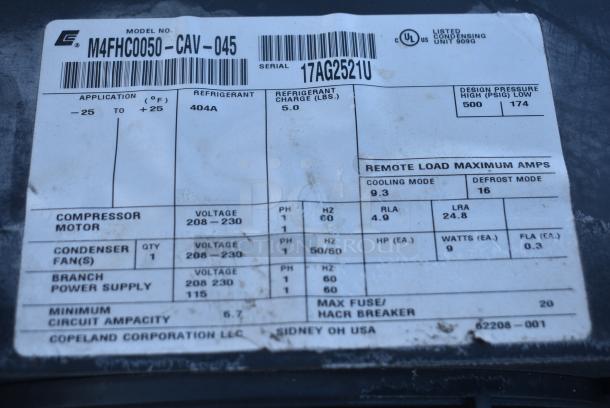 MODEL NO.
M4FHC0050-CAV-045
SERIAL 17AG2521U
C UL US LISTED CONDENSING UNIT 909G
APPLICATION (°F)
-25 TO +25
REFRIGERANT
404A
REFRIGERANT CHARGE (LBS.)
5.0
DESIGN PRESSURE
HIGH (PSIG) LOW
500 174
REMOTE LOAD MAXIMUM AMPS
COOLING MODE DEFROST MODE
9.3 16
COMPRESSOR MOTOR
VOLTAGE PH HZ RLA LRA
208-230 1 60 4.9 24.8
CONDENSER FAN(S)
QTY VOLTAGE PH HZ HP (EA.) WATTS (EA.) FLA (EA.)
1 208-230 1 50/60 9 0.3
BRANCH POWER SUPPLY
VOLTAGE PH HZ
208 230 1 60
115 1 60
MINIMUM CIRCUIT AMPACITY 6.7
MAX FUSE/ HACR BREAKER 20
COPELAND CORPORATION LLC SIDNEY OH USA 62208-001